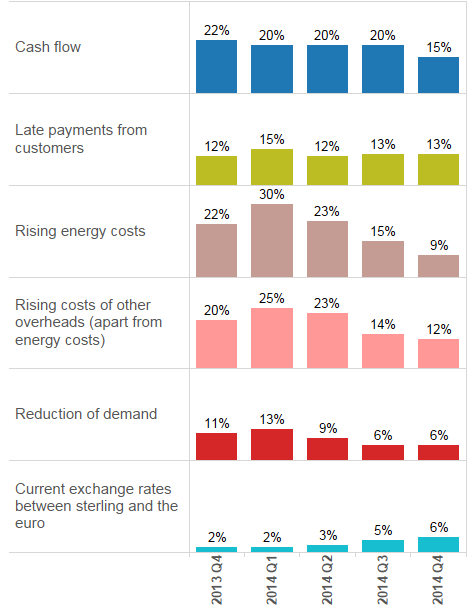 22% 20% 20% 20% 15%
Cash flow
12% 15% 12% 13% 13%
Late payments from
customers
22% 30% 23% 15% 9%
Rising energy costs
20% 25% 23% 14% 12%
Rising costs of other
overheads (apart from
energy costs)
11% 13% 9% 6% 6%
Reduction of demand
2% 2% 3% 5% 6%
Current exchange rates
between sterling and the
euro
2013 Q4 2014 Q1 2014 Q2 2014 Q3 2014 Q4